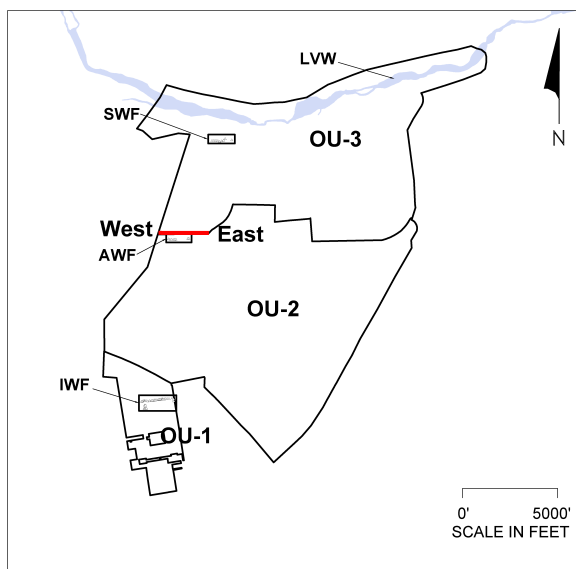 LVW
SWF
OU-3
N
West
East
AWF
OU-2
IWF
OU-1
0' 5000'
SCALE IN FEET